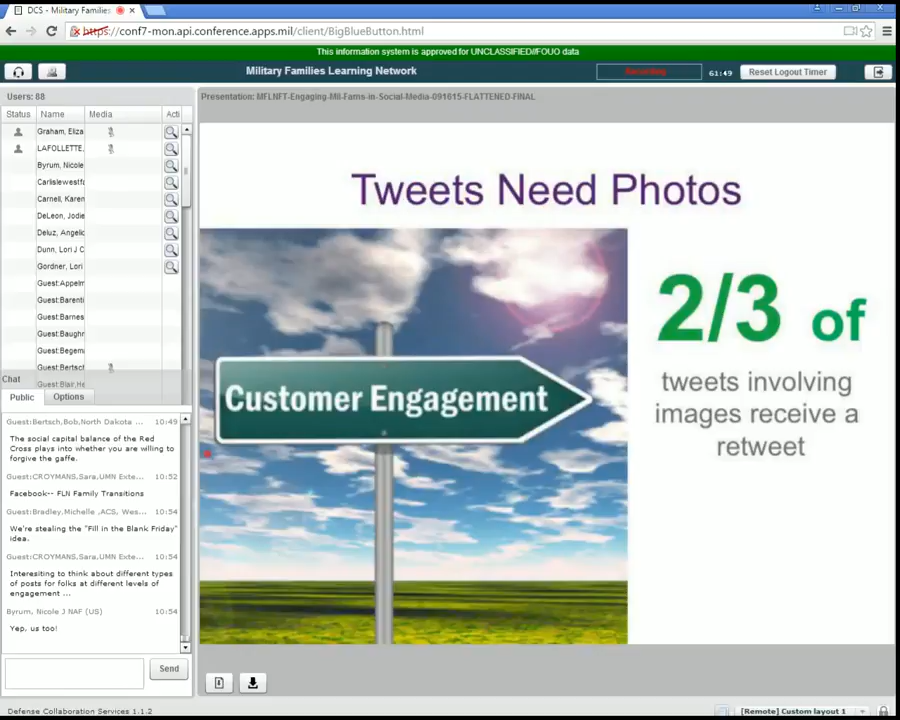 DCS - Military Families
https://conf7-mon.api.conference.apps.mil/client/BigBlueButton.html
This information system is approval for UNCLASSIFIED//FOUO data
Military Families Learning Network
Recording
61:49
Reset Logout Timer
Users: 88
Presentation: MFLNFT-Engaging-Mil-Fams-in-Social-Media-091615-FLATTENED-FINAL
Status Name Media Acti
Graham, Eliza
LAFOLLETTE,
Byrum, Nicole
Carlislewestfa
Carnell, Karen
DeLeon, Jodie
Deluz, Angelic
Dunn, Lori J C
Gordner, Lori
Guest:Appelm
Guest:Barenti
Guest:Barnes
Guest:Baughn
Guest:Begema
Guest:Bertsch
Guest:Blair,He
Chat
Public Options
Guest:Bertsch,Bob,North Dakota ... 10:49
The social capital balance of the Red
Cross plays into whether you are willing to
forgive the gaffe.
Guest:CROYMANS,Sara,UMN Exte... 10:52
Facebook-- FLN Family Transitions
Guest:Bradley,Michelle ,ACS, Wes... 10:54
We're stealing the "Fill in the Blank Friday"
idea.
Guest:CROYMANS,Sara,UMN Exte... 10:54
Interesiting to think about different types
of posts for folks at different levels of
engagement ...
Byrum, Nicole J NAF (US) 10:54
Yep, us too!
Send
Defense Collaboration Services 1.1.2
Tweets Need Photos
Customer Engagement
2/3 of
tweets involving
images receive a
retweet
[Remote] Custom layout 1